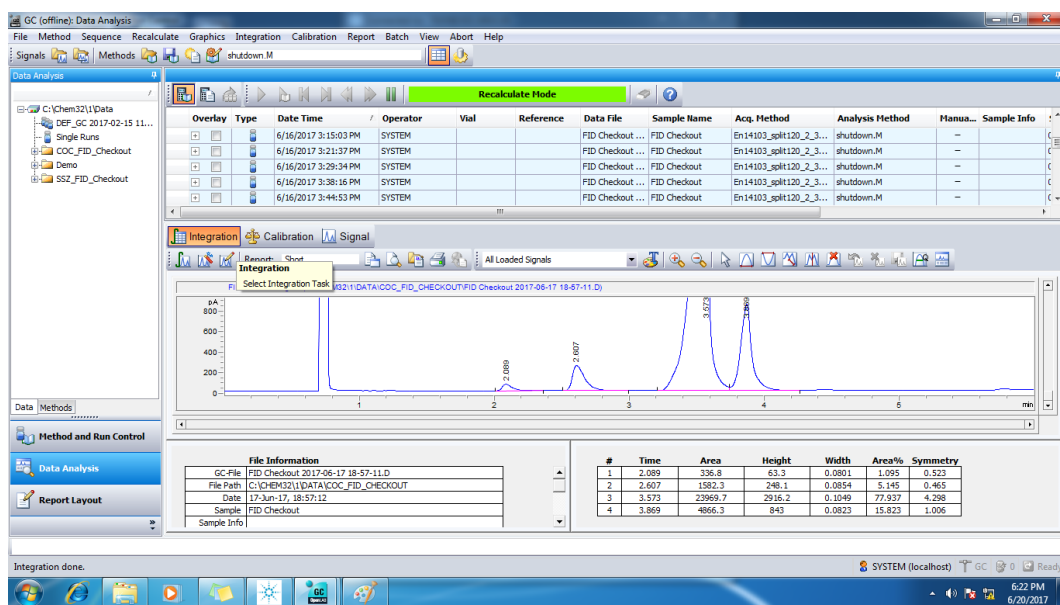 GC (offline): Data Analysis
File Method Sequence Recalculate Graphics Integration Calibration Report Batch View Abort Help
Signals Methods shutdown.M
Data Analysis
C:\Chem32\1\Data
DEF_GC 2017-02-15 11...
Single Runs
COC_FID_Checkout
Demo
SSZ_FID_Checkout
Data Methods
Method and Run Control
Data Analysis
Report Layout
Recalculate Mode
Overlay Type Date Time / Operator Vial Reference Data File Sample Name Acq. Method Analysis Method Manua... Sample Info
6/16/2017 3:15:03 PM SYSTEM FID Checkout ... FID Checkout En14103_split120_2_3... shutdown.M –
6/16/2017 3:21:37 PM SYSTEM FID Checkout ... FID Checkout En14103_split120_2_3... shutdown.M –
6/16/2017 3:29:34 PM SYSTEM FID Checkout ... FID Checkout En14103_split120_2_3... shutdown.M –
6/16/2017 3:38:16 PM SYSTEM FID Checkout ... FID Checkout En14103_split120_2_3... shutdown.M –
6/16/2017 3:44:53 PM SYSTEM FID Checkout ... FID Checkout En14103_split120_2_3... shutdown.M –
Integration Calibration Signal
Report: Short All Loaded Signals
Integration
Select Integration Task
M32\1\DATA\COC_FID_CHECKOUT\FID Checkout 2017-06-17 18-57-11.D)
pA
800
600
400
200
0
2.089
2.607
3.573
3.869
1 2 3 4 5 min
File Information
GC-File FID Checkout 2017-06-17 18-57-11.D
File Path C:\CHEM32\1\DATA\COC_FID_CHECKOUT
Date 17-Jun-17, 18:57:12
Sample FID Checkout
Sample Info
# Time Area Height Width Area% Symmetry
1 2.089 336.8 63.3 0.0801 1.095 0.523
2 2.607 1582.3 248.1 0.0854 5.145 0.465
3 3.573 23969.7 2916.2 0.1049 77.937 4.298
4 3.869 4866.3 843 0.0823 15.823 1.006
Integration done.
SYSTEM (localhost) GC 0 Ready
GC
6:22 PM
6/20/2017